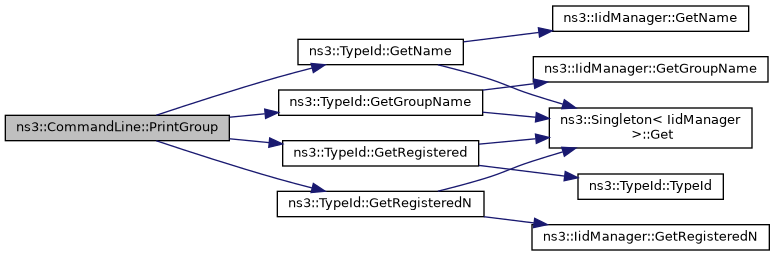 ns3::CommandLine::PrintGroup
ns3::TypeId::GetName
ns3::TypeId::GetGroupName
ns3::TypeId::GetRegistered
ns3::TypeId::GetRegisteredN
ns3::IidManager::GetName
ns3::IidManager::GetGroupName
ns3::Singleton< IidManager
>::Get
ns3::TypeId::TypeId
ns3::IidManager::GetRegisteredN